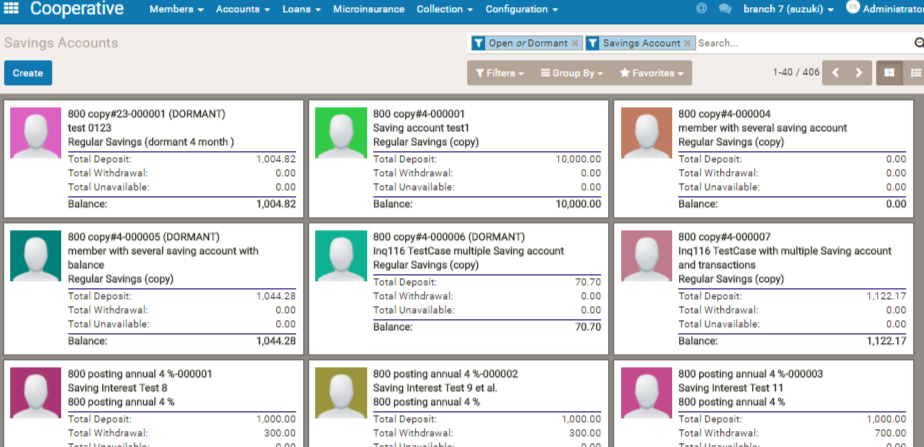 Cooperative Members Accounts Loans Microinsurance Collection Configuration @ branch 7 (suzuki) Administrator
Savings Accounts
Open or Dormant × Savings Account × Search...
Create
Filters Group By Favorites 1-40 / 406
800 copy#23-000001 (DORMANT)
test 0123
Regular Savings (dormant 4 month )
Total Deposit: 1,004.82
Total Withdrawal: 0.00
Total Unavailable: 0.00
Balance: 1,004.82
800 copy#4-000001
Saving account test1
Regular Savings (copy)
Total Deposit: 10,000.00
Total Withdrawal: 0.00
Total Unavailable: 0.00
Balance: 10,000.00
800 copy#4-000004
member with several saving account
Regular Savings (copy)
Total Deposit: 0.00
Total Withdrawal: 0.00
Total Unavailable: 0.00
Balance: 0.00
800 copy#4-000005 (DORMANT)
member with several saving account with
balance
Regular Savings (copy)
Total Deposit: 1,044.28
Total Withdrawal: 0.00
Total Unavailable: 0.00
Balance: 1,044.28
800 copy#4-000006 (DORMANT)
Inq116 TestCase multiple Saving account
Regular Savings (copy)
Total Deposit: 70.70
Total Withdrawal: 0.00
Total Unavailable: 0.00
Balance: 70.70
800 copy#4-000007
Inq116 TestCase with multiple Saving account
and transactions
Regular Savings (copy)
Total Deposit: 1,122.17
Total Withdrawal: 0.00
Total Unavailable: 0.00
Balance: 1,122.17
800 posting annual 4 %-000001
Saving Interest Test 8
800 posting annual 4 %
Total Deposit: 1,000.00
Total Withdrawal: 300.00
Total Unavailable: 0.00
800 posting annual 4 %-000002
Saving Interest Test 9 et al.
800 posting annual 4 %
Total Deposit: 1,000.00
Total Withdrawal: 300.00
Total Unavailable: 0.00
800 posting annual 4 %-000003
Saving Interest Test 11
800 posting annual 4 %
Total Deposit: 1,000.00
Total Withdrawal: 700.00
Total Unavailable: 0.00